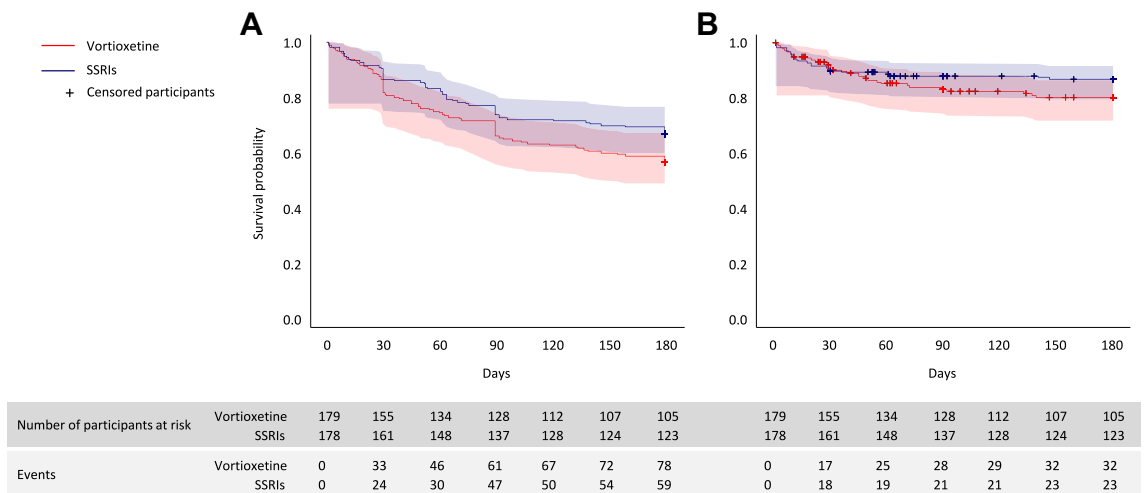 A
B
Vortioxetine
SSRIs
+ Censored participants
Survival probability
1.0
0.8
0.6
0.4
0.2
0.0
0 30 60 90 120 150 180
Days
1.0
0.8
0.6
0.4
0.2
0.0
0 30 60 90 120 150 180
Days
Number of participants at risk
Vortioxetine 179 155 134 128 112 107 105 179 155 134 128 112 107 105
SSRIs 178 161 148 137 128 124 123 178 161 148 137 128 124 123
Events
Vortioxetine 0 33 46 61 67 72 78 0 17 25 28 29 32 32
SSRIs 0 24 30 47 50 54 59 0 18 19 21 21 23 23